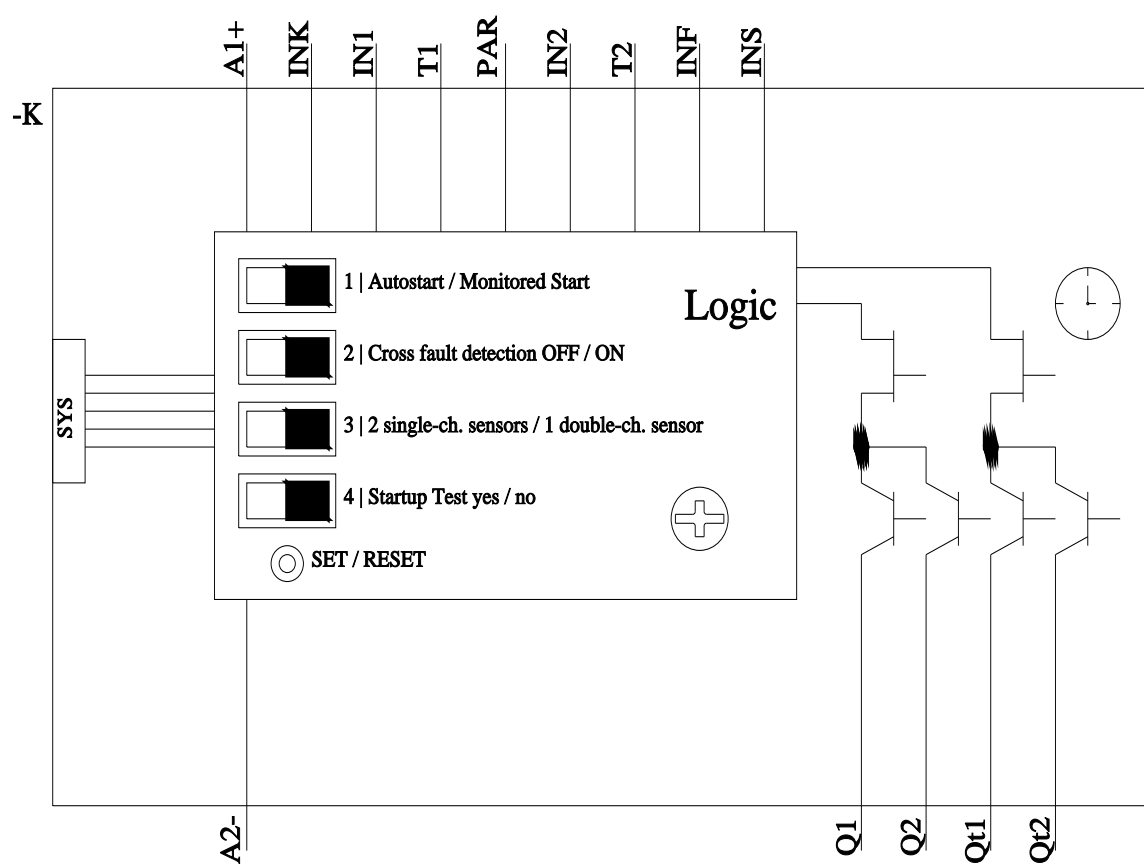 A1+
INK
IN1
T1
PAR
IN2
T2
INF
INS
-K
1 | Autostart / Monitored Start
Logic
2 | Cross fault detection OFF / ON
SYS
3 | 2 single-ch. sensors / 1 double-ch. sensor
4 | Startup Test yes / no
SET / RESET
A2-
Q1
Q2
Qt1
Qt2